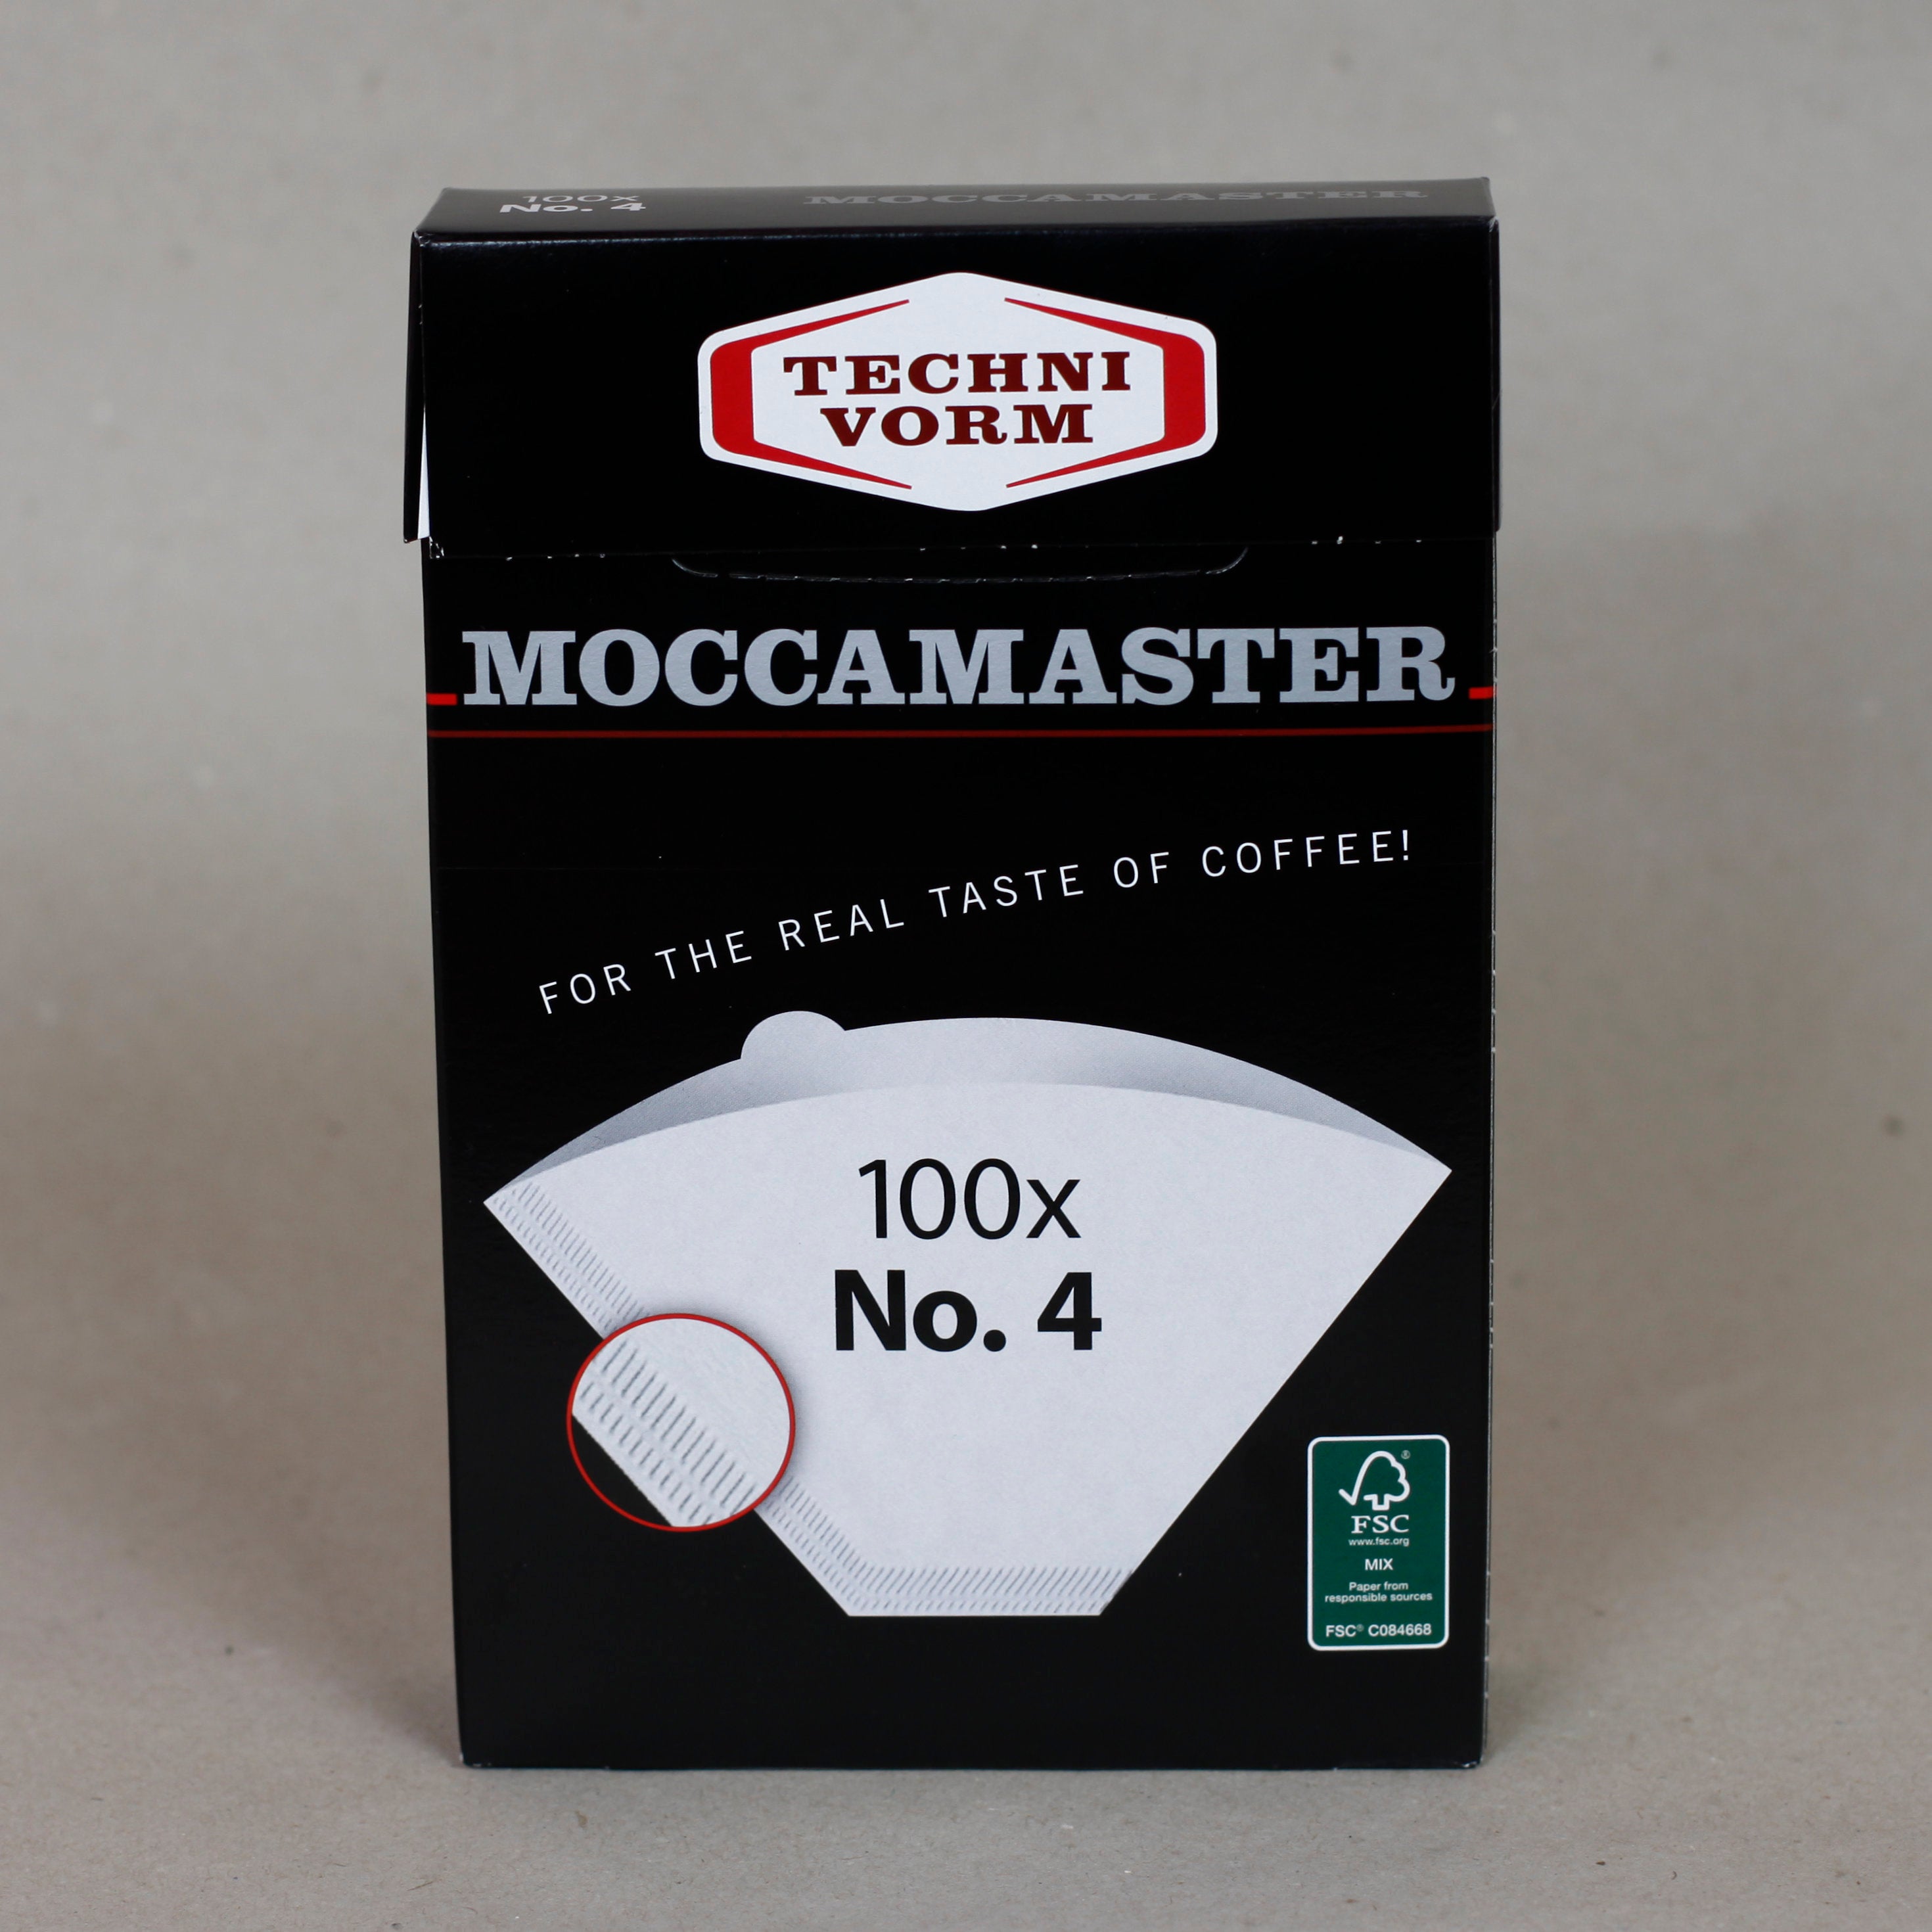 100x
No. 4
MOCCAMASTER
TECHNI
VORM
MOCCAMASTER
FOR THE REAL TASTE OF COFFEE!
100x
No. 4
®
FSC
www.fsc.org
MIX
Paper from
responsible sources
FSC® C084668